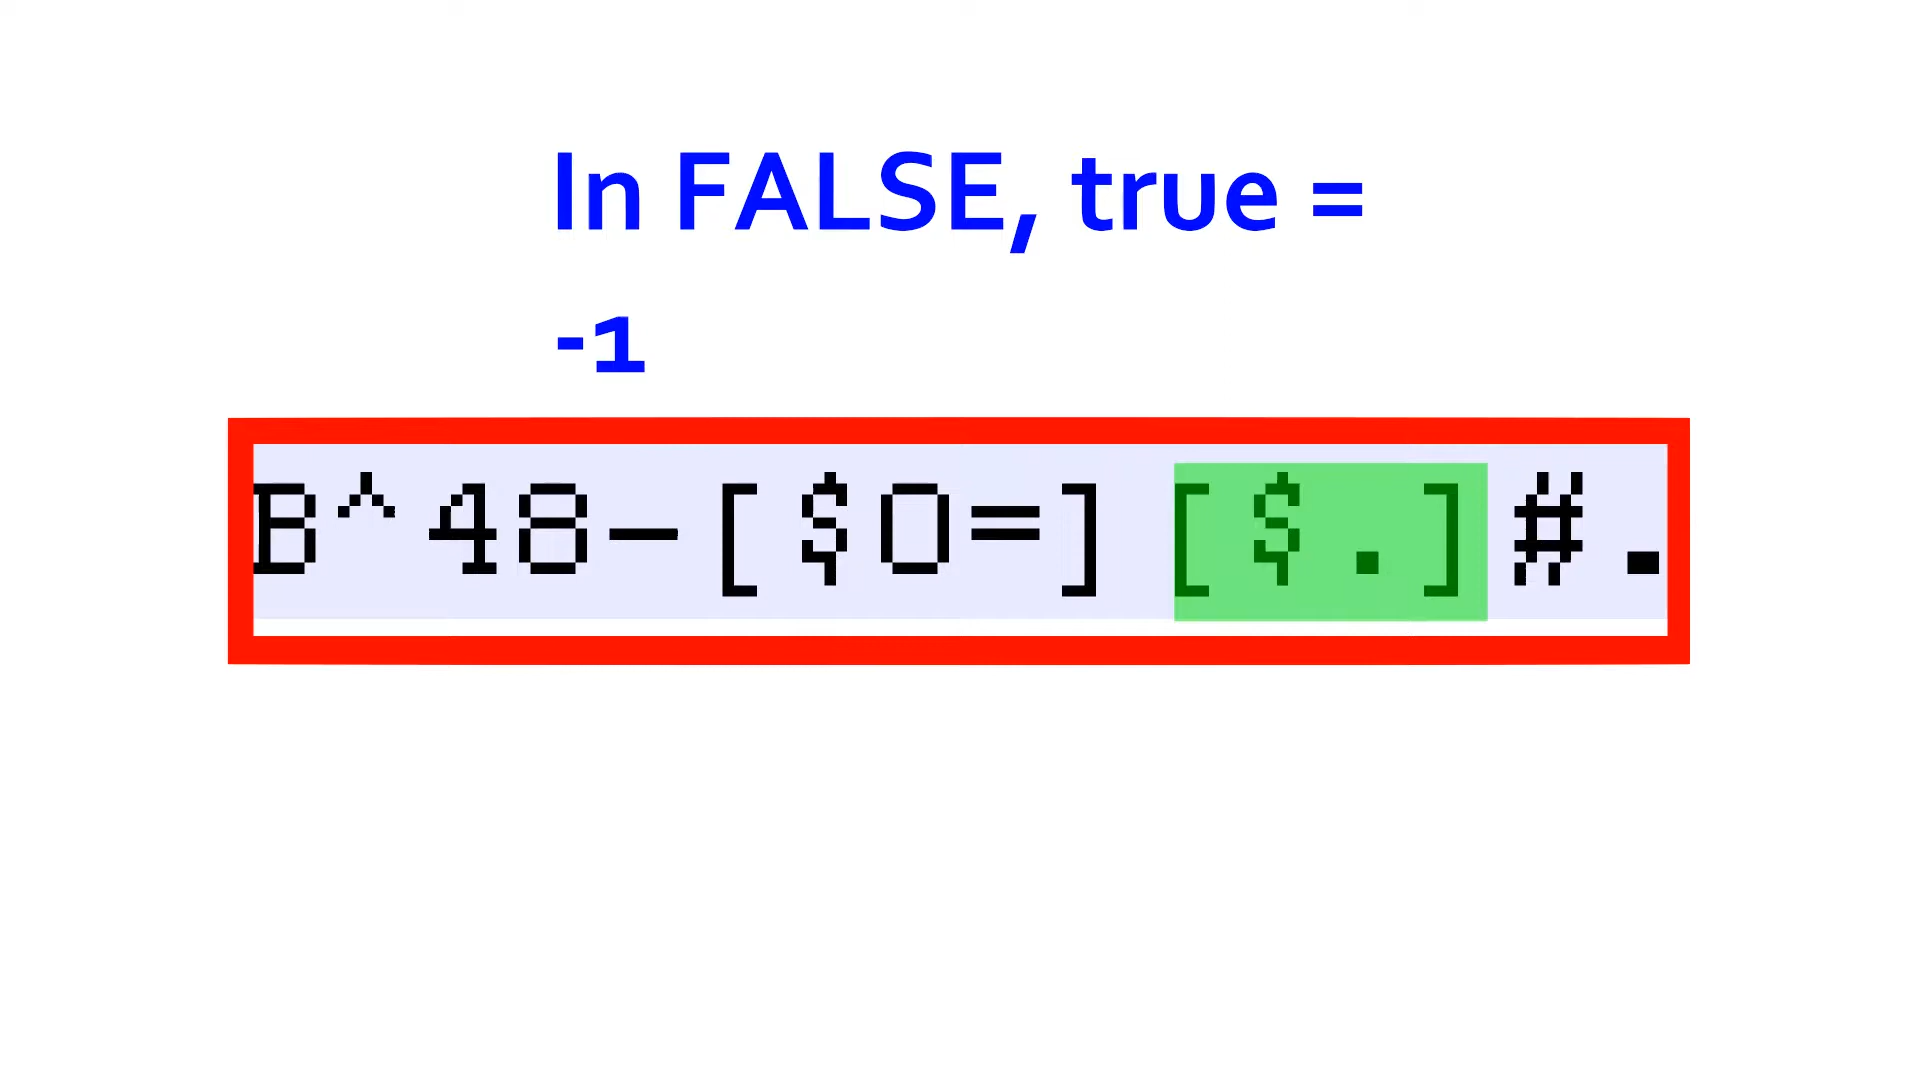 In FALSE, true =
-1
B^48-[$0=][$.]#.